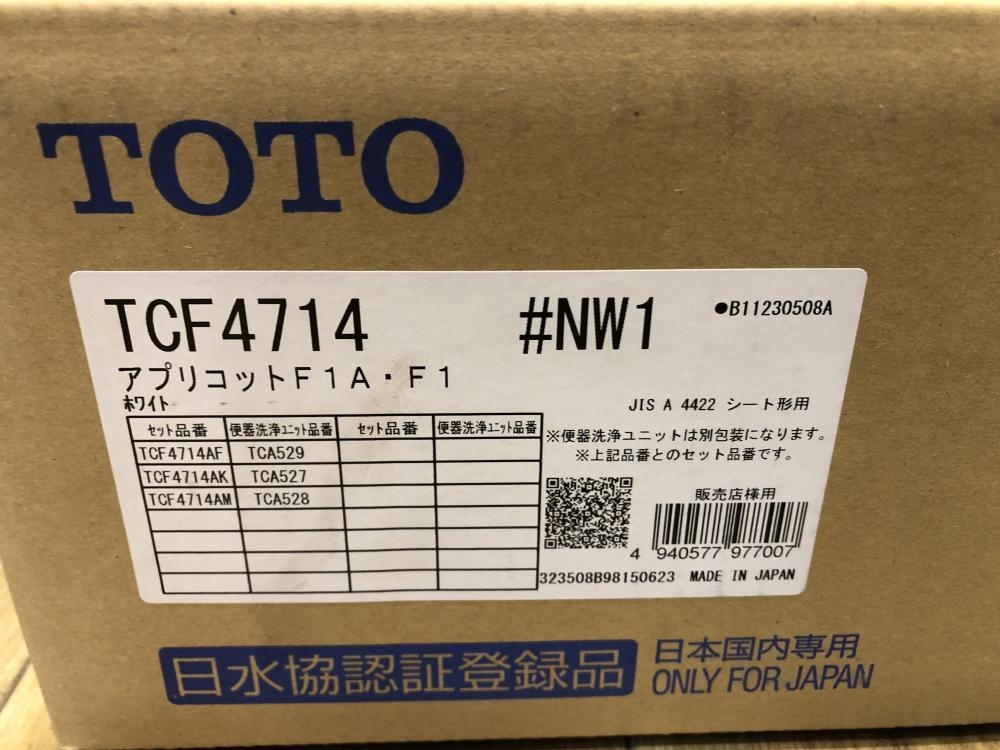 TOTO
TCF4714 #NW1 ●B11230508A
アプリコットF1A・F1
ホワイト
JIS A 4422 シート形用
セット品番 便器洗浄ユニット品番 セット品番 便器洗浄ユニット品番
TCF4714AF TCA529
TCF4714AK TCA527
TCF4714AM TCA528
※便器洗浄ユニットは別包装になります。
※上記品番とのセット品番です。
販売店様用
4 940577 977007
323508B98150623 MADE IN JAPAN
日水協認証登録品
日本国内専用
ONLY FOR JAPAN